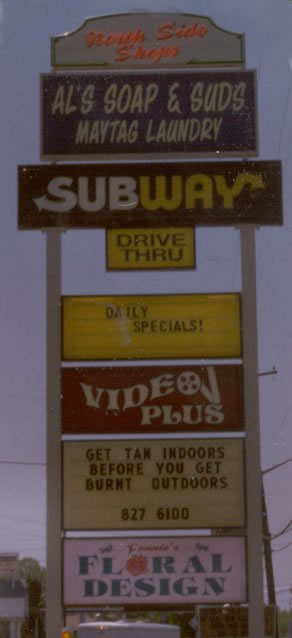 North Side
Shops
AL'S SOAP & SUDS
MAYTAG LAUNDRY
SUBWAY
DRIVE
THRU
DAILY
SPECIALS!
VIDEO
PLUS
GET TAN INDOORS
BEFORE YOU GET
BURNT OUTDOORS
827 6100
FLORAL
DESIGN